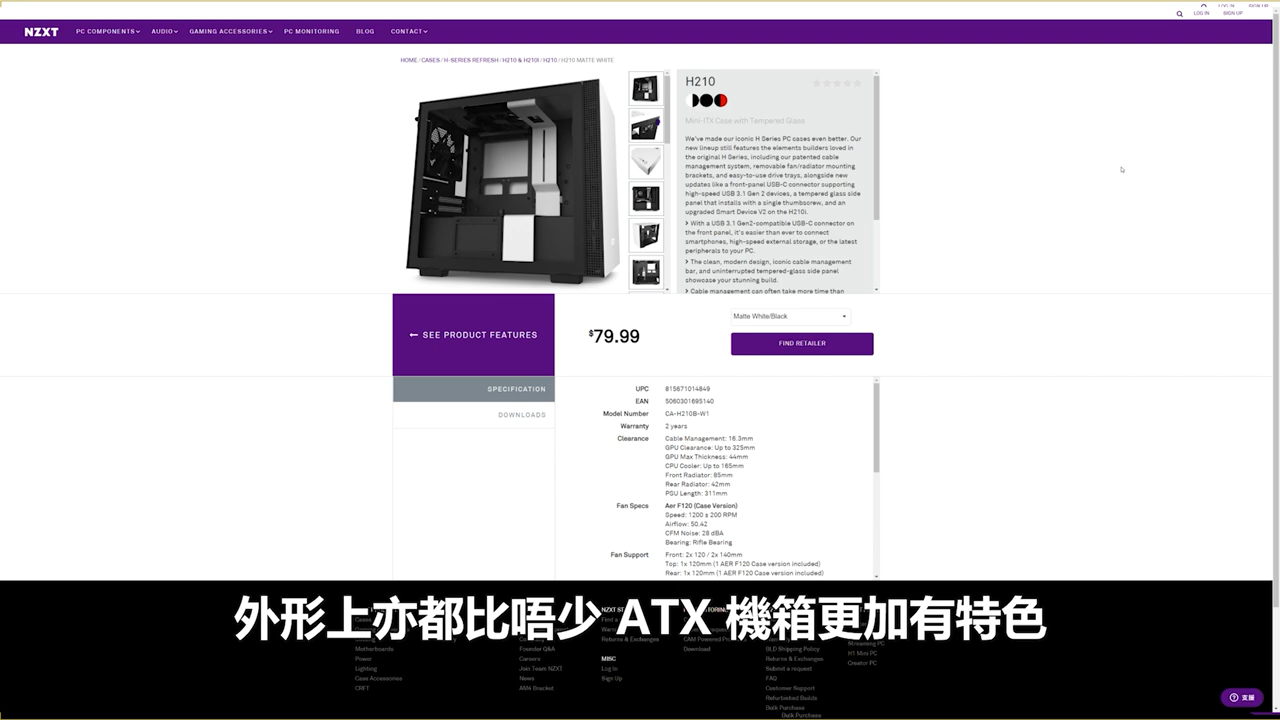 LOG IN SIGN UP
NZXT PC COMPONENTS AUDIO GAMING ACCESSORIES PC MONITORING BLOG CONTACT
HOME / CASES / H-SERIES REFRESH / H210 & H210I / H210 / H210 MATTE WHITE
H210
Mini-ITX Case with Tempered Glass
We've made our iconic H Series PC cases even better. Our
new lineup still features the elements builders loved in
the original H Series, including our patented cable
management system, removable fan/radiator mounting
brackets, and easy-to-use drive trays, alongside new
updates like a front-panel USB-C connector supporting
high-speed USB 3.1 Gen 2 devices, a tempered glass side
panel that installs with a single thumbscrew, and an
upgraded Smart Device V2 on the H210i.
With a USB 3.1 Gen2-compatible USB-C connector on
the front panel, it's easier than ever to connect
smartphones, high-speed external storage, or the latest
peripherals to your PC.
The clean, modern design, iconic cable management
bar, and uninterrupted tempered-glass side panel
showcase your stunning build.
Cable management can often take more time than
SEE PRODUCT FEATURES
$79.99
Matte White/Black
FIND RETAILER
SPECIFICATION
DOWNLOADS
UPC 815671014849
EAN 5060301695140
Model Number CA-H210B-W1
Warranty 2 years
Clearance Cable Management: 16.3mm
GPU Clearance: Up to 325mm
GPU Max Thickness: 44mm
CPU Cooler: Up to 165mm
Front Radiator: 85mm
Rear Radiator: 42mm
PSU Length: 311mm
Fan Specs Aer F120 (Case Version)
Speed: 1200 ± 200 RPM
Airflow: 50.42
CFM Noise: 28 dBA
Bearing: Rifle Bearing
Fan Support Front: 2x 120 / 2x 140mm
Top: 1x 120mm (1 AER F120 Case version included)
Rear: 1x 120mm (1 AER F120 Case version included)
外形上亦都比唔少 ATX 機箱更加有特色
Motherboards
Power
Lighting
Case Accessories
CRFT
Founder Q&A
Careers
Join Team NZXT
News
AM4 Bracket
Returns & Exchanges
MISC
Log In
Sign Up
CAM Powered
Download
BLD Shipping Policy
Returns & Exchanges
Submit a request
FAQ
Customer Support
Refurbished Builds
Bulk Purchase
Bulk Purchase
Streaming PC
H1 Mini PC
Creator PC
支援